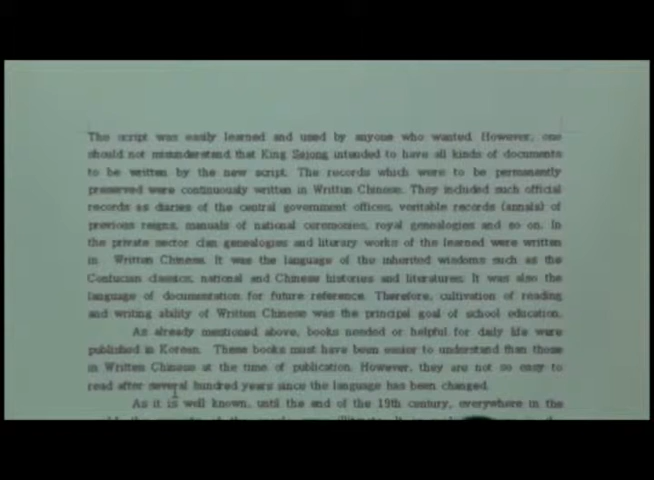 The script was easily learned and used by anyone who wanted. However, one
should not misunderstand that King Sejong intended to have all kinds of documents
to be written by the new script. The records which were to be permanently
preserved were continuously written in Written Chinese. They included such official
records as diaries of the central government offices, veritable records (annals) of
previous reigns, manuals of national ceremonies, royal genealogies and so on. In
the private sector clan genealogies and literary works of the learned were written
in Written Chinese. It was the language of the inherited wisdoms such as the
Confucian classics, national and Chinese histories and literatures. It was also the
language of documentation for future reference. Therefore, cultivation of reading
and writing ability of Written Chinese was the principal goal of school education.
As already mentioned above, books needed or helpful for daily life were
published in Korean. These books must have been easier to understand than those
in Written Chinese at the time of publication. However, they are not so easy to
read after several hundred years since the language has been changed.
As it is well known, until the end of the 19th century, everywhere in the